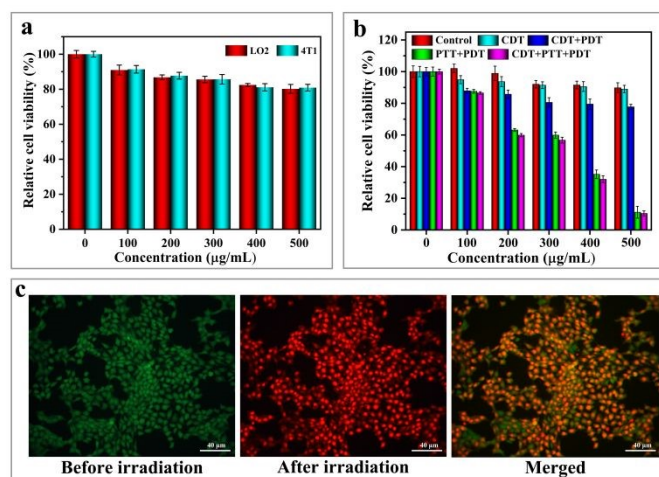 a
LO2 4T1
Relative cell viability (%)
100
80
60
40
20
0
0 100 200 300 400 500
Concentration (μg/mL)
b
Control CDT CDT+PDT
PTT+PDT CDT+PTT+PDT
Relative cell viability (%)
120
100
80
60
40
20
0
0 100 200 300 400 500
Concentration (μg/mL)
c
40 μm
40 μm
40 μm
Before irradiation After irradiation Merged